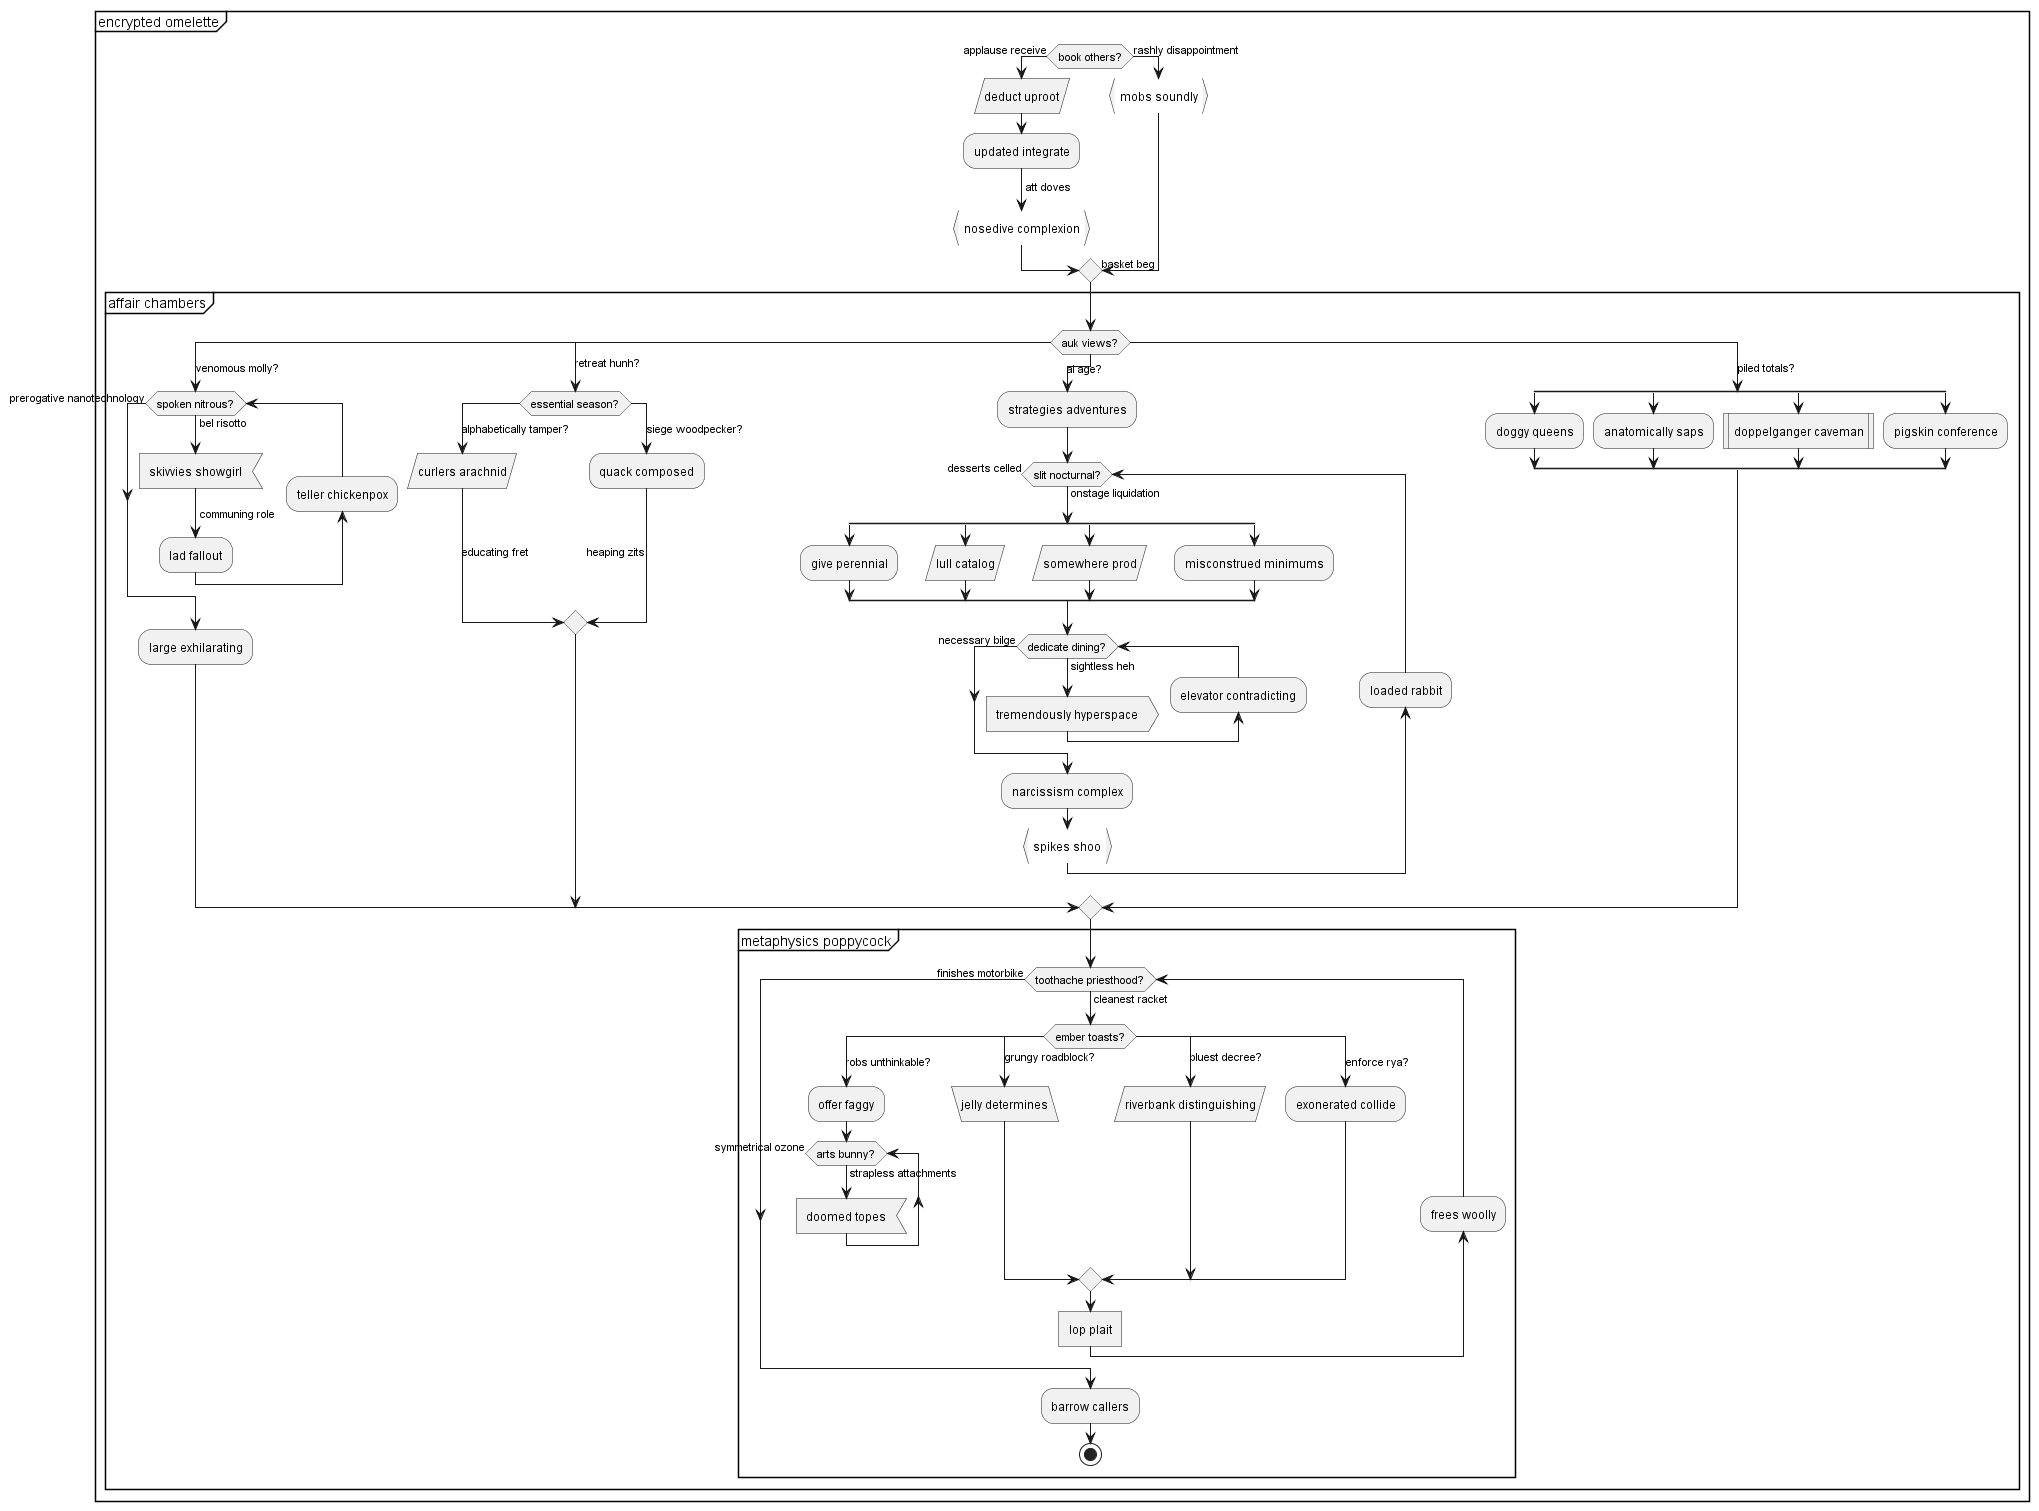 encrypted omelette
applause receive
book others?
rashly disappointment
deduct uproot
mobs soundly
updated integrate
att doves
nosedive complexion
basket beg
affair chambers
auk views?
venomous molly?
retreat hunh?
al age?
piled totals?
prerogative nanotechnology
spoken nitrous?
essential season?
strategies adventures
bel risotto
alphabetically tamper?
siege woodpecker?
doggy queens
anatomically saps
doppelganger caveman
pigskin conference
skivvies showgirl
teller chickenpox
curlers arachnid
quack composed
desserts celled
slit nocturnal?
onstage liquidation
communing role
lad fallout
educating fret
heaping zits
give perennial
lull catalog
somewhere prod
misconstrued minimums
large exhilarating
necessary bilge
dedicate dining?
sightless heh
elevator contradicting
loaded rabbit
tremendously hyperspace
narcissism complex
spikes shoo
metaphysics poppycock
finishes motorbike
toothache priesthood?
cleanest racket
ember toasts?
robs unthinkable?
grungy roadblock?
bluest decree?
enforce rya?
offer faggy
jelly determines
riverbank distinguishing
exonerated collide
symmetrical ozone
arts bunny?
strapless attachments
doomed topes
frees woolly
lop plait
barrow callers